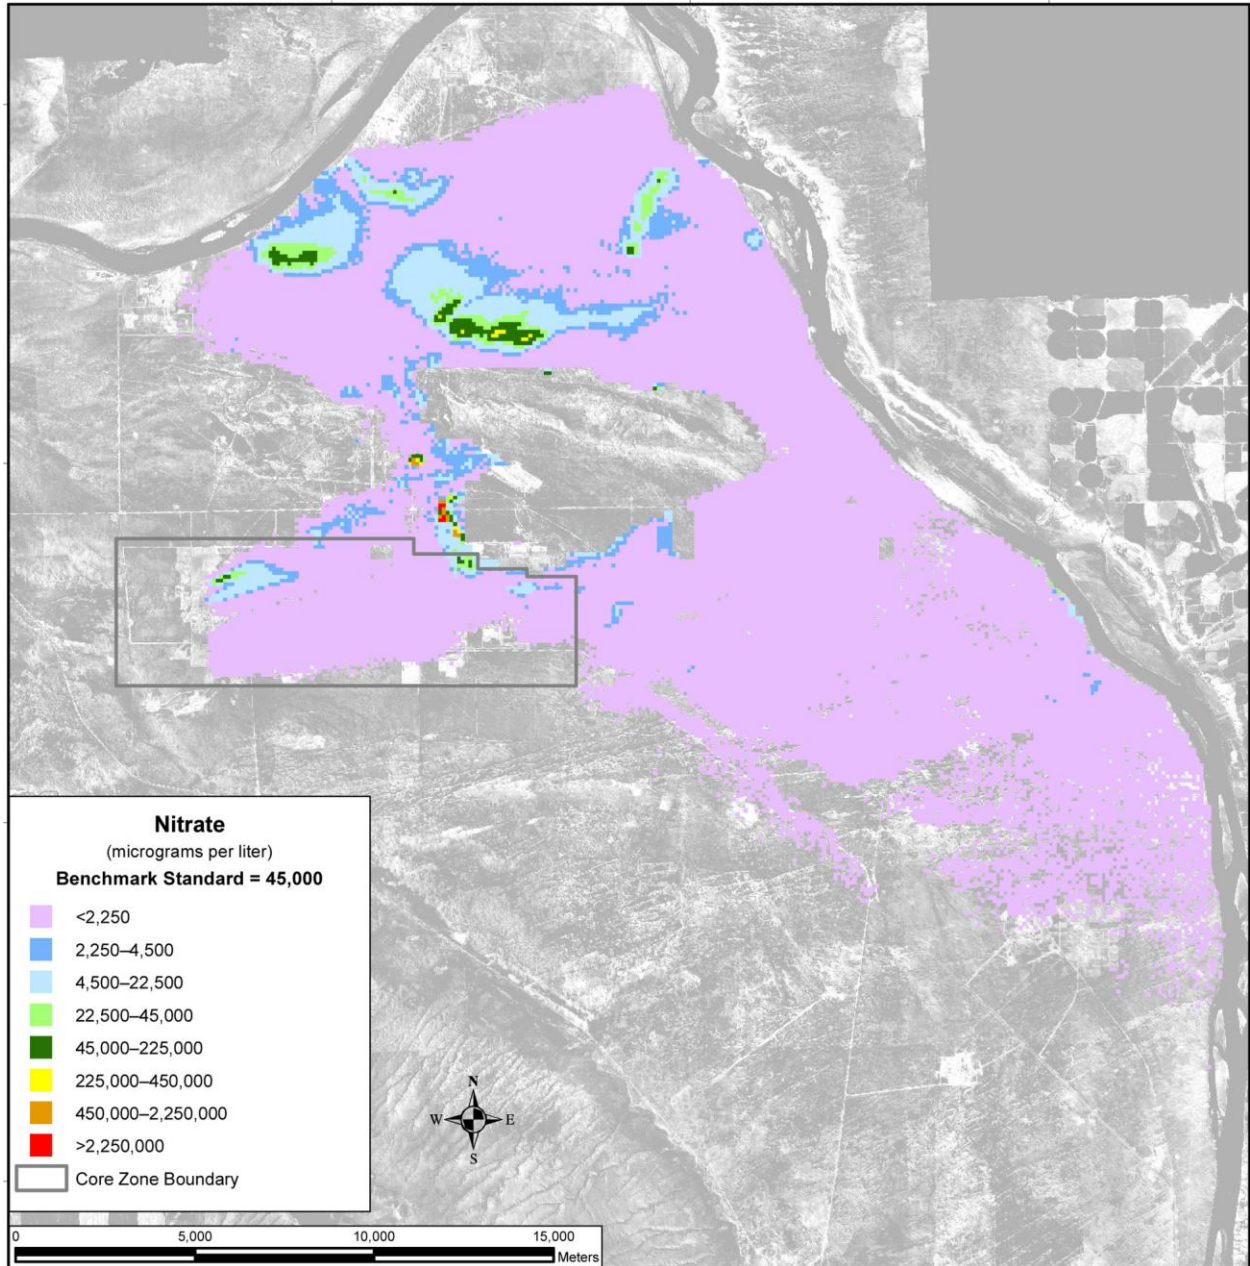 Nitrate
(micrograms per liter)
Benchmark Standard = 45,000
<2,250
2,250–4,500
4,500–22,500
22,500–45,000
45,000–225,000
225,000–450,000
450,000–2,250,000
>2,250,000
Core Zone Boundary
N
W E
S
0 5,000 10,000 15,000
Meters